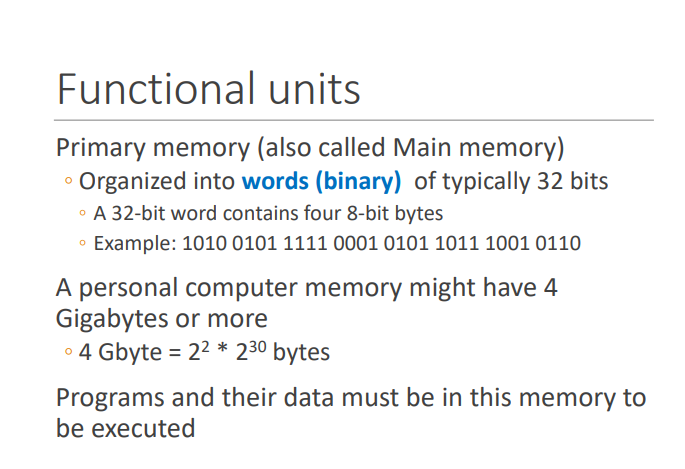 Functional units
Primary memory (also called Main memory)
◦ Organized into words (binary) of typically 32 bits
◦ A 32-bit word contains four 8-bit bytes
◦ Example: 1010 0101 1111 0001 0101 1011 1001 0110
A personal computer memory might have 4
Gigabytes or more
◦ 4 Gbyte = 2² * 2³⁰ bytes
Programs and their data must be in this memory to
be executed